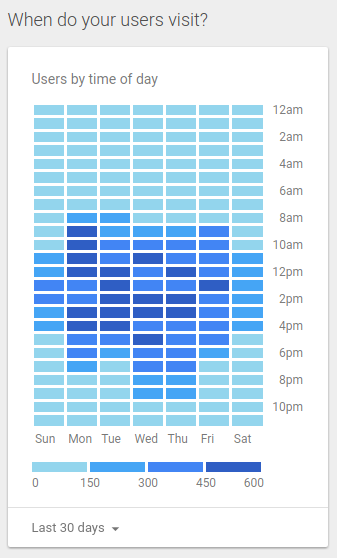 When do your users visit?
Users by time of day
12am
2am
4am
6am
8am
10am
12pm
2pm
4pm
6pm
8pm
10pm
Sun Mon Tue Wed Thu Fri Sat
0 150 300 450 600
Last 30 days